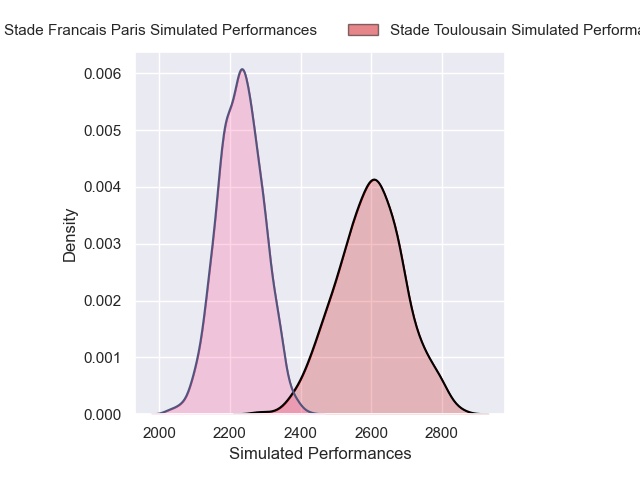 Stade Francais Paris Simulated Performances
Stade Toulousain Simulated
0.006
0.005
0.004
0.003
0.002
0.001
0.000
Density
2000 2200 2400 2600 2800
Simulated Performances